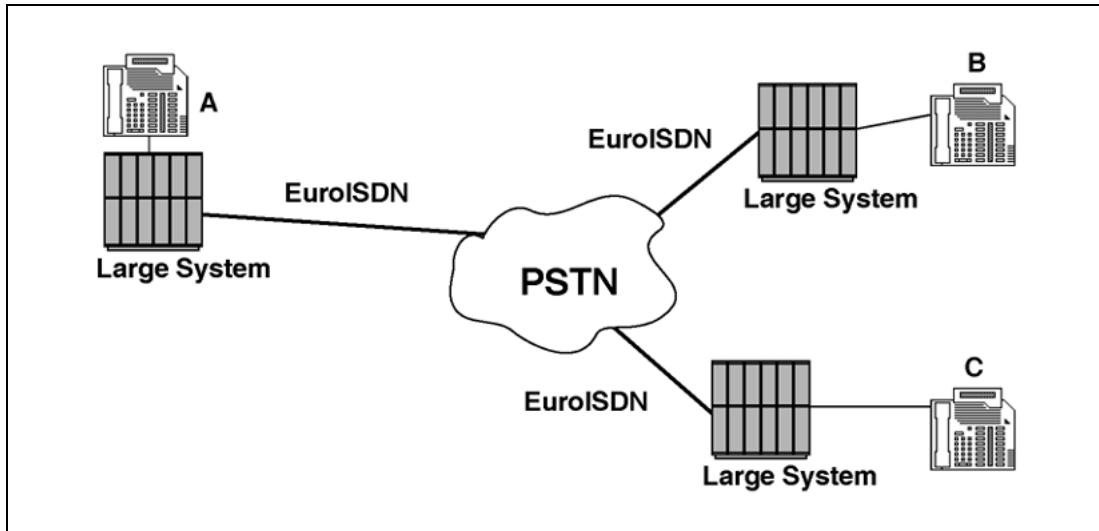 A
EuroISDN
Large System
PSTN
B
EuroISDN
Large System
EuroISDN
C
Large System